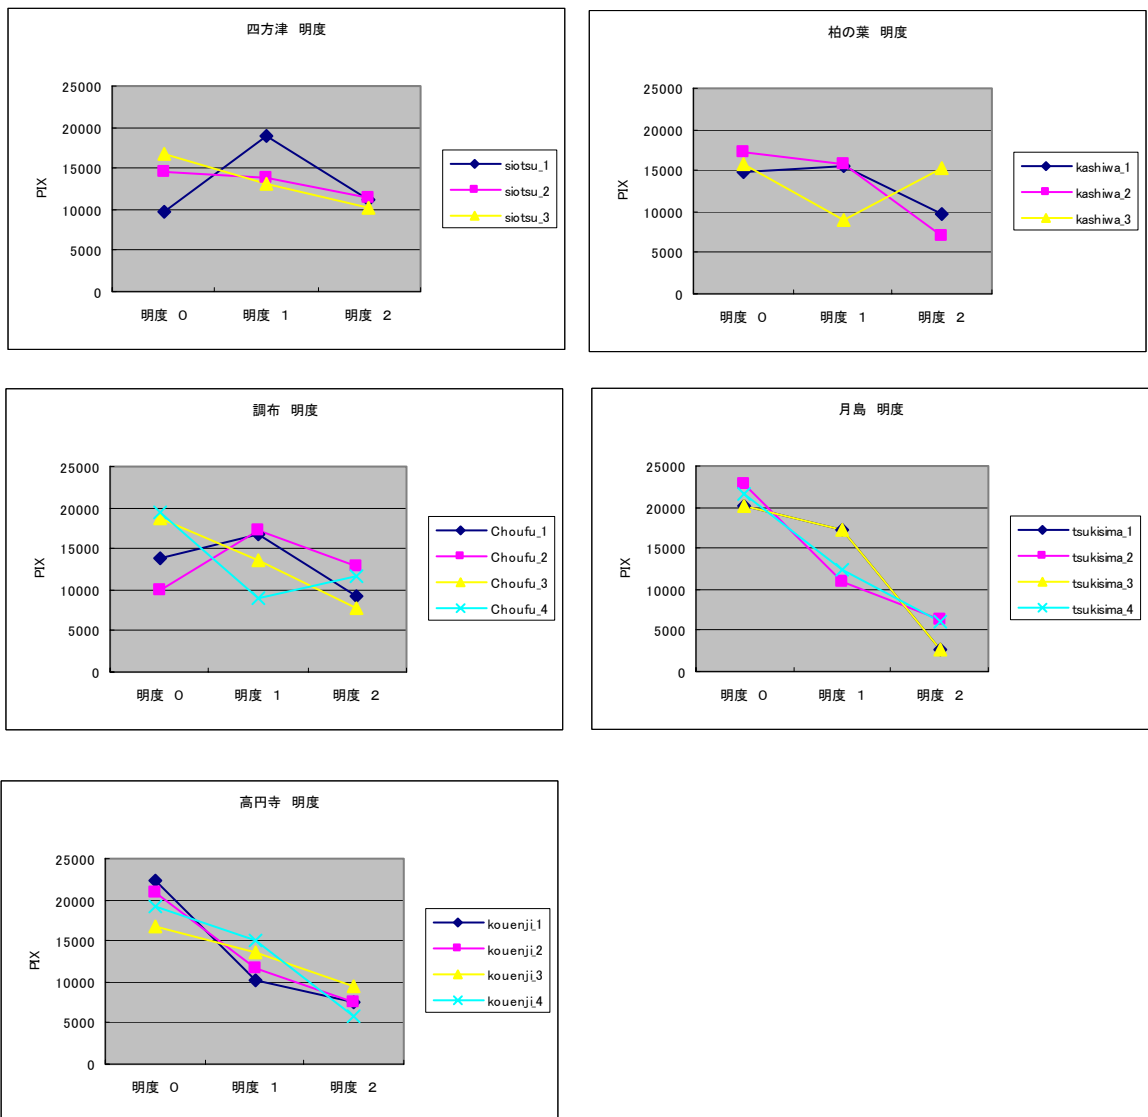 四方津 明度
25000
20000
15000
10000
5000
0
PIX
明度 0
明度 1
明度 2
siotsu_1
siotsu_2
siotsu_3
柏の葉 明度
25000
20000
15000
10000
5000
0
PIX
明度 0
明度 1
明度 2
kashiwa_1
kashiwa_2
kashiwa_3
調布 明度
25000
20000
15000
10000
5000
0
PIX
明度 0
明度 1
明度 2
Choufu_1
Choufu_2
Choufu_3
Choufu_4
月島 明度
25000
20000
15000
10000
5000
0
PIX
明度 0
明度 1
明度 2
tsukisima_1
tsukisima_2
tsukisima_3
tsukisima_4
高円寺 明度
25000
20000
15000
10000
5000
0
PIX
明度 0
明度 1
明度 2
kouenji_1
kouenji_2
kouenji_3
kouenji_4